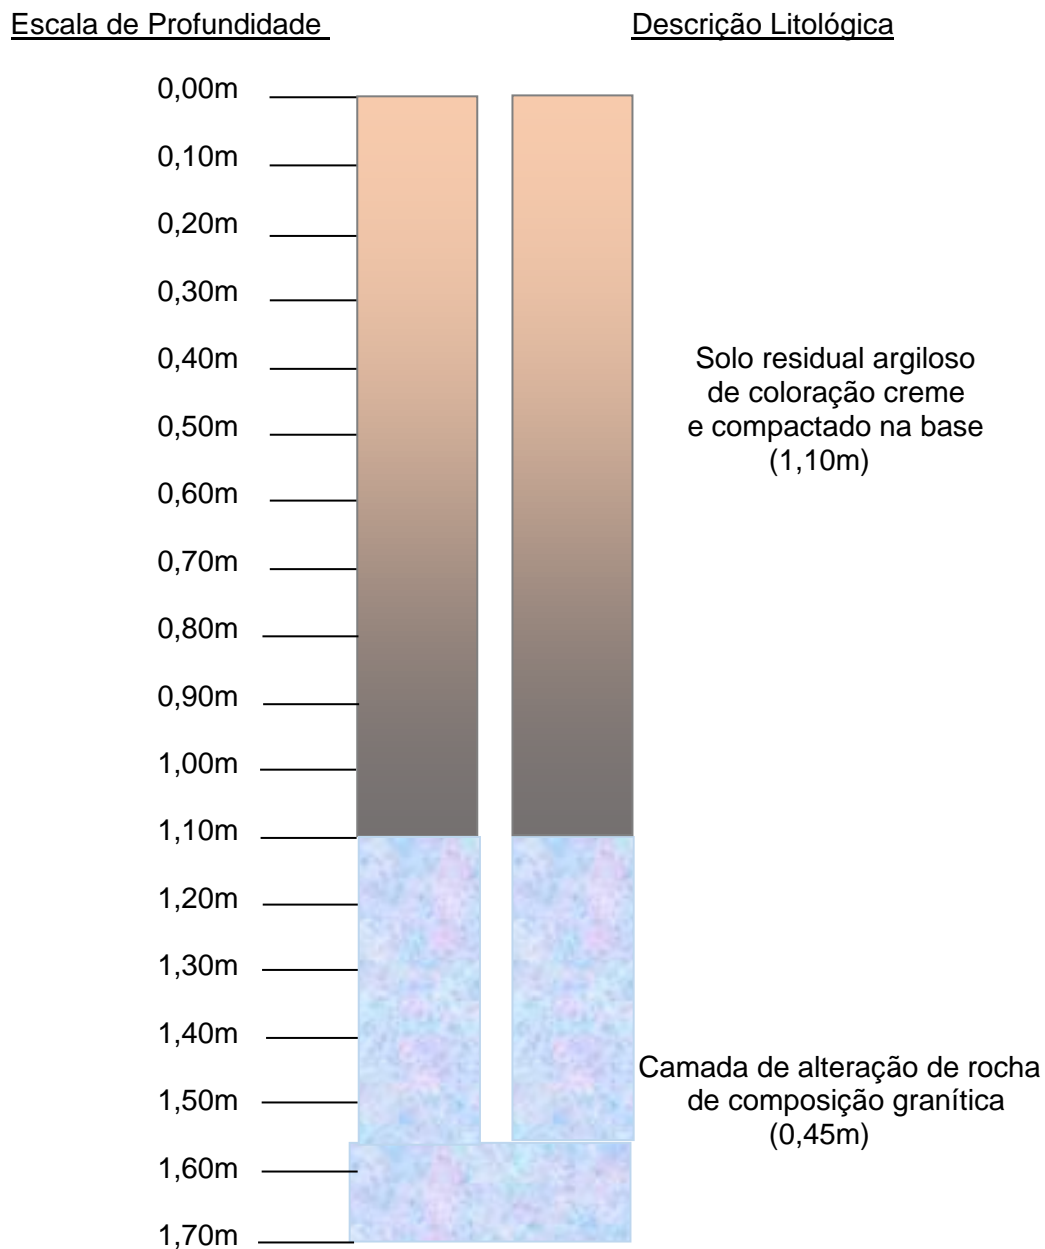 Escala de Profundidade
Descrição Litológica
0,00m
0,10m
0,20m
0,30m
0,40m
0,50m
0,60m
0,70m
0,80m
0,90m
1,00m
1,10m
1,20m
1,30m
1,40m
1,50m
1,60m
1,70m
Solo residual argiloso
de coloração creme
e compactado na base
(1,10m)
Camada de alteração de rocha
de composição granítica
(0,45m)